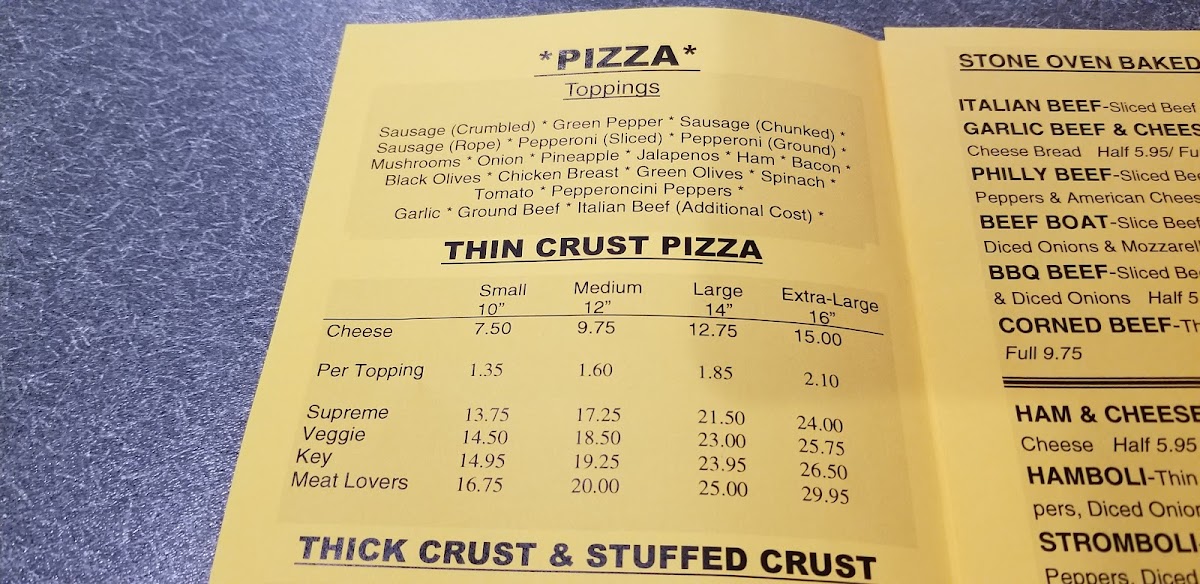 *PIZZA*
Toppings
Sausage (Crumbled) * Green Pepper * Sausage (Chunked) *
Sausage (Rope) * Pepperoni (Sliced) * Pepperoni (Ground) *
Mushrooms * Onion * Pineapple * Jalapenos * Ham * Bacon *
Black Olives * Chicken Breast * Green Olives * Spinach *
Tomato * Pepperoncini Peppers *
Garlic * Ground Beef * Italian Beef (Additional Cost) *
THIN CRUST PIZZA
Small Medium Large Extra-Large
10” 12” 14” 16”
Cheese 7.50 9.75 12.75 15.00
Per Topping 1.35 1.60 1.85 2.10
Supreme 13.75 17.25 21.50 24.00
Veggie 14.50 18.50 23.00 25.75
Key 14.95 19.25 23.95 26.50
Meat Lovers 16.75 20.00 25.00 29.95
THICK CRUST & STUFFED CRUST
STONE OVEN BAKED
ITALIAN BEEF-Sliced Beef
GARLIC BEEF & CHEES
Cheese Bread Half 5.95/ Fu
PHILLY BEEF-Sliced Bee
Peppers & American Chees
BEEF BOAT-Slice Beef
Diced Onions & Mozzarel
BBQ BEEF-Sliced Be
& Diced Onions Half 5
CORNED BEEF-Th
Full 9.75
HAM & CHEESE
Cheese Half 5.95
HAMBOLI-Thin
pers, Diced Onion
STROMBOLI-
Peppers, Diced